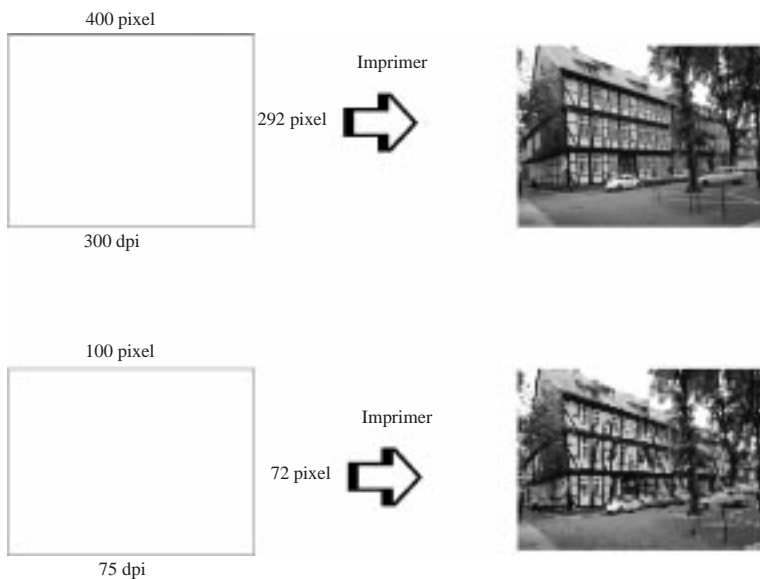 400 pixel
Imprimer
292 pixel
300 dpi
100 pixel
Imprimer
72 pixel
75 dpi